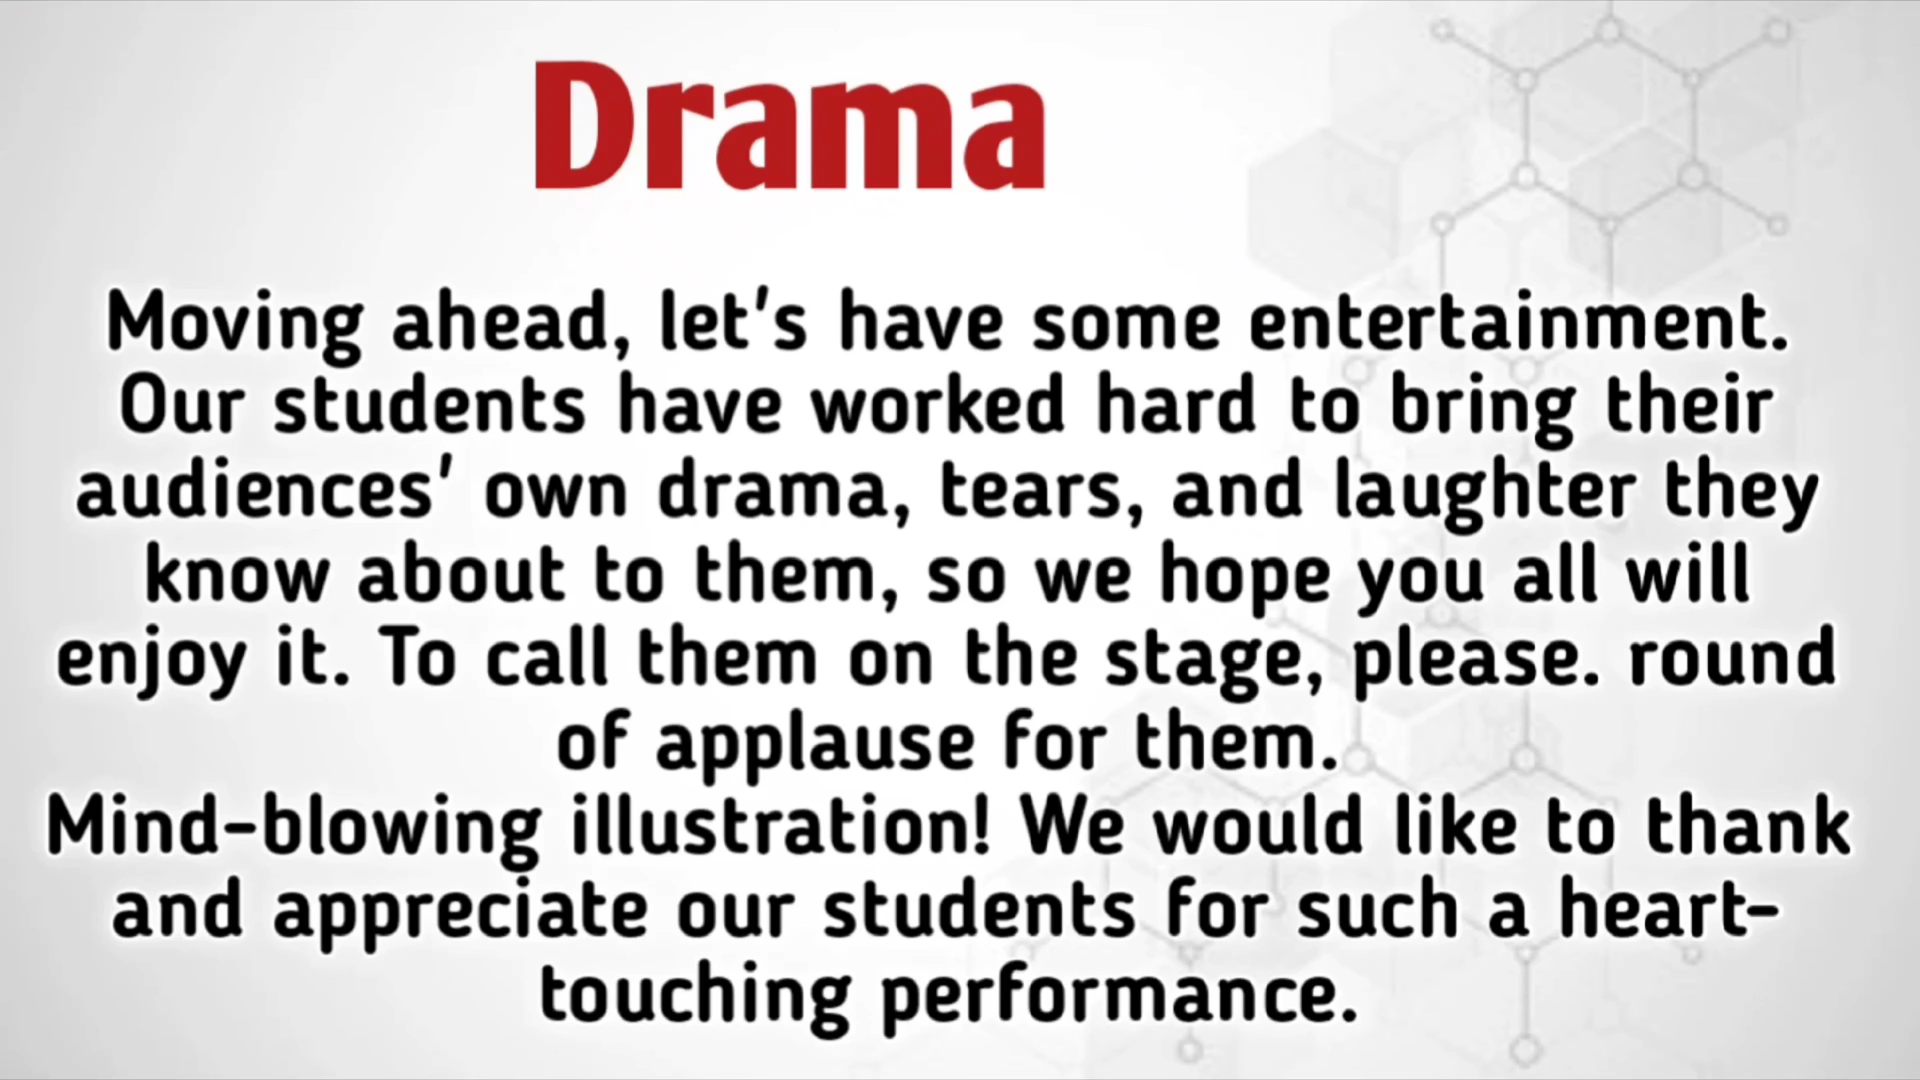 Drama
Moving ahead, let's have some entertainment.
Our students have worked hard to bring their
audiences' own drama, tears, and laughter they
know about to them, so we hope you all will
enjoy it. To call them on the stage, please. round
of applause for them.
Mind-blowing illustration! We would like to thank
and appreciate our students for such a heart-
touching performance.